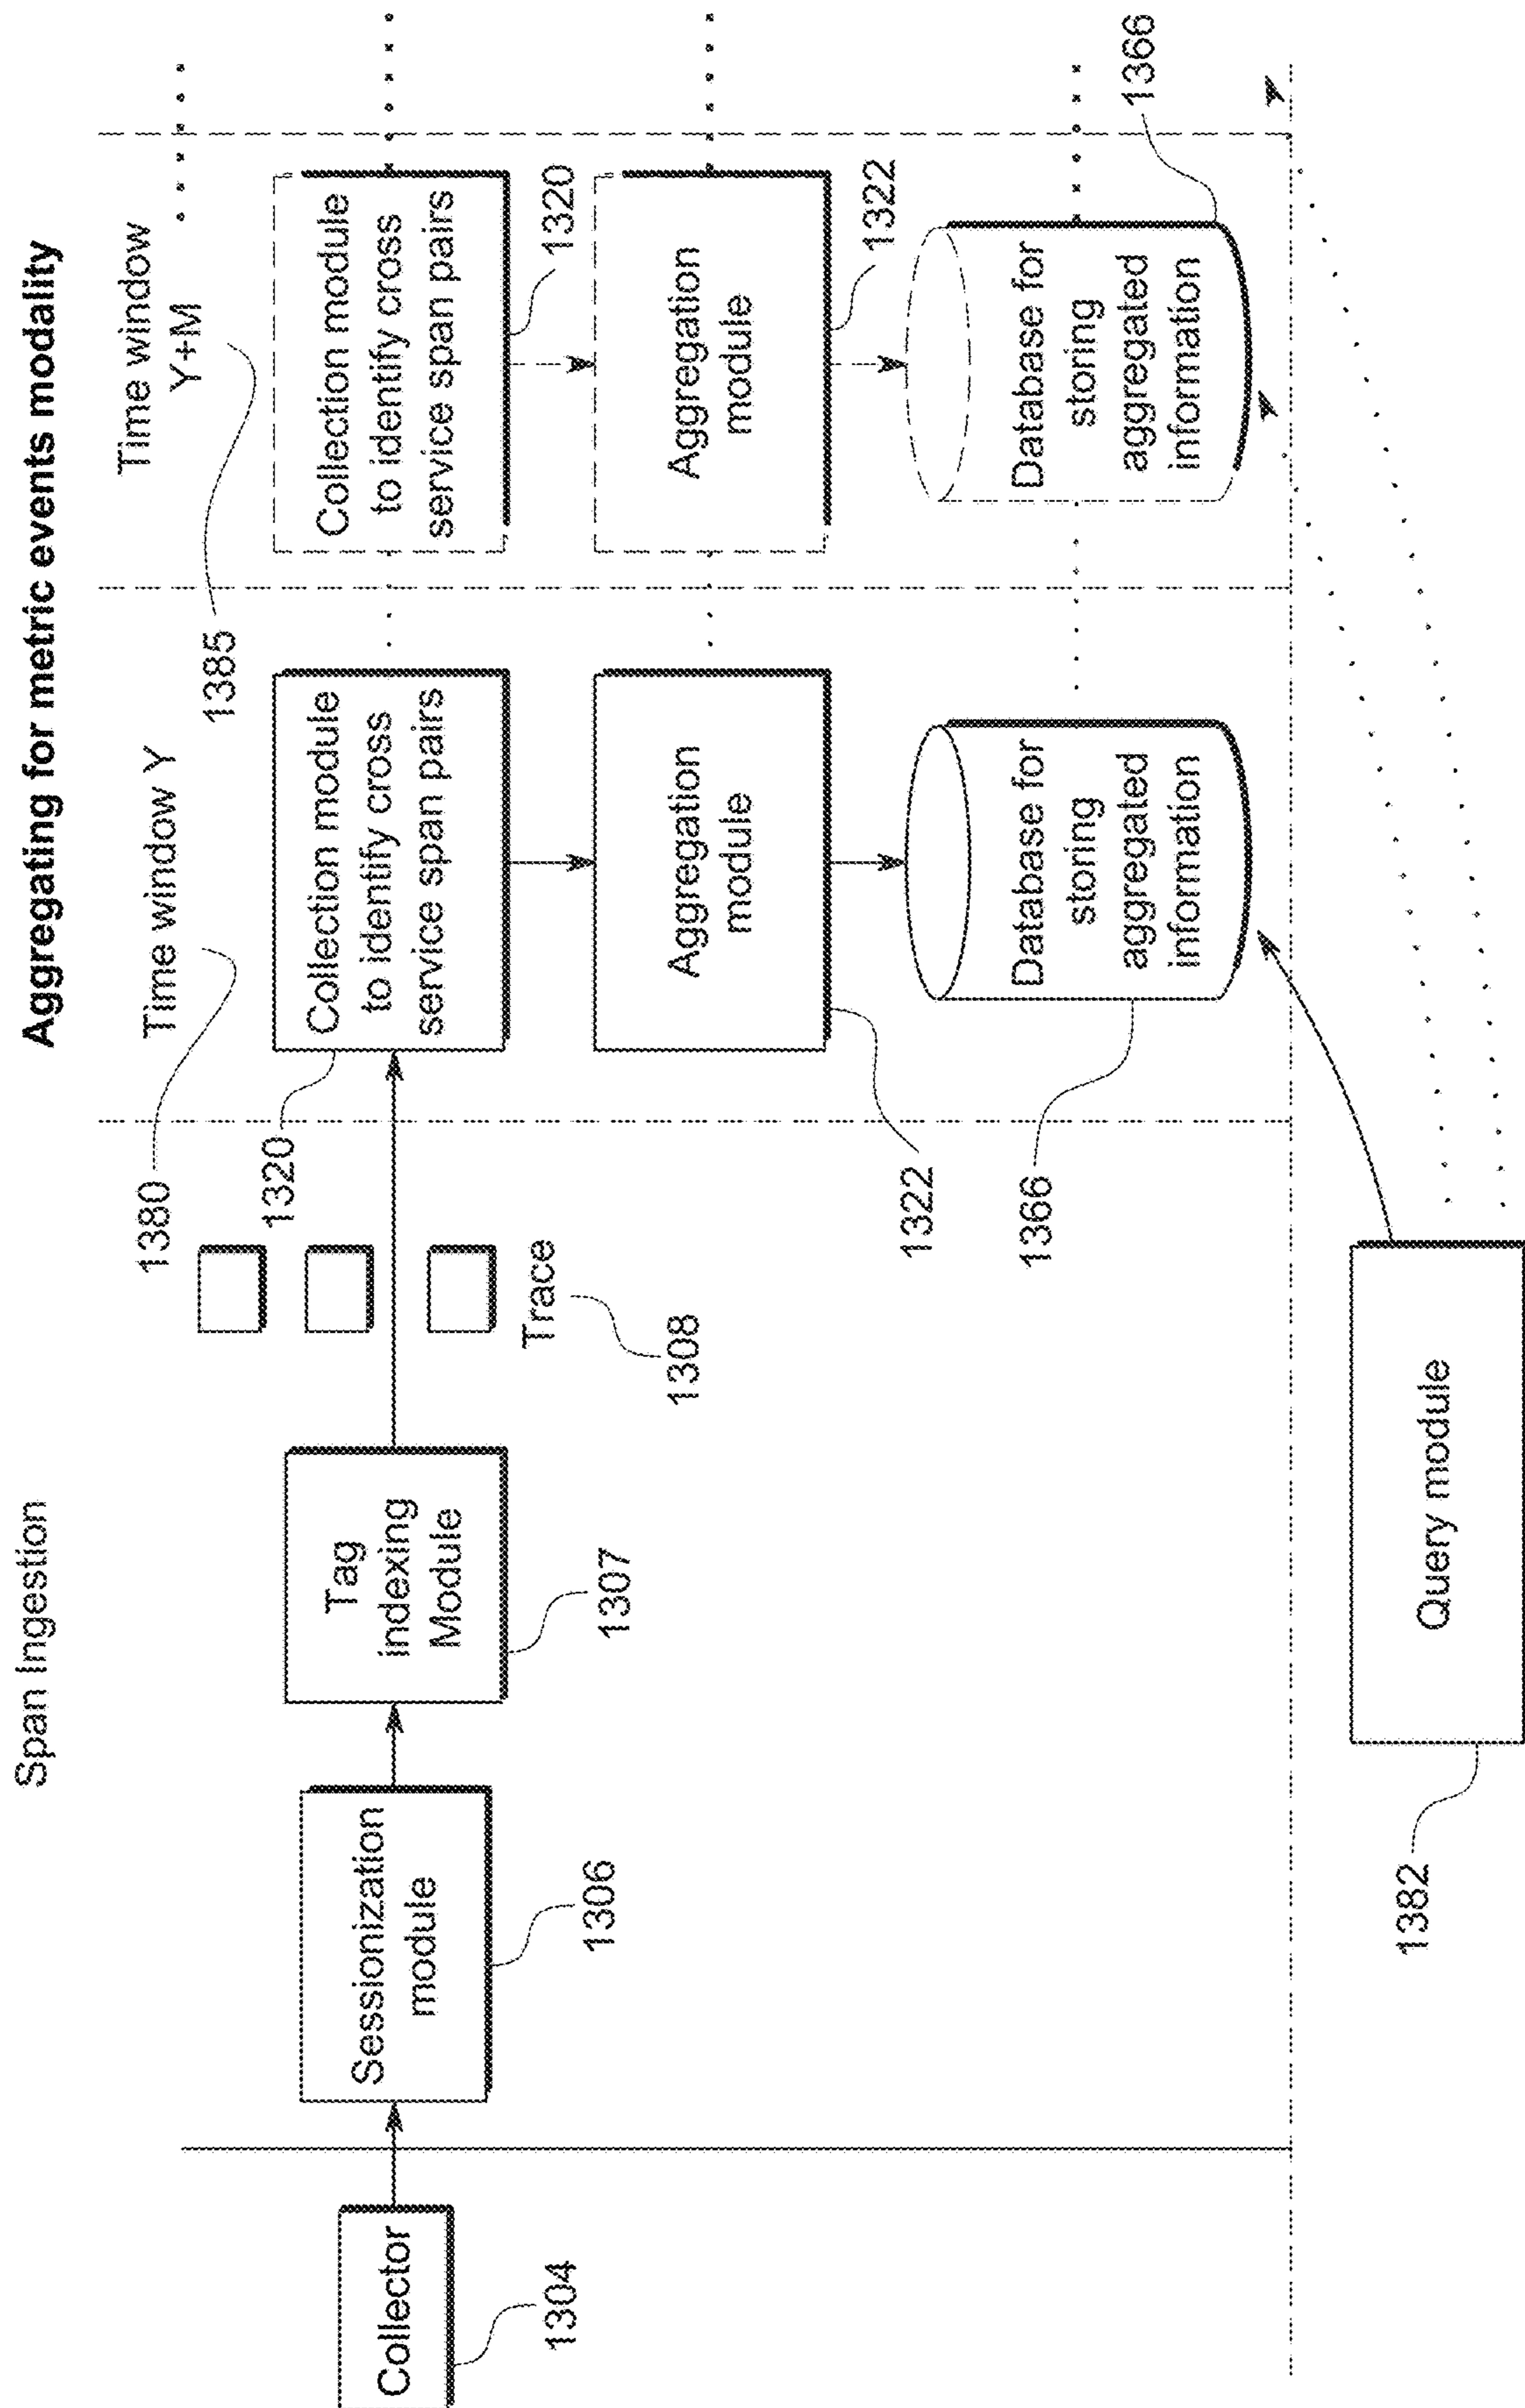 Aggregating for metric events modality
Span Ingestion
Time window Y
Time window
Y+M
1380
1385
Collector
1304
Sessionization
module
1306
Tag
indexing
Module
1307
Trace
1308
Collection module
to identify cross
service span pairs
1320
Aggregation
module
1322
Database for
storing
aggregated
information
1366
Collection module
to identify cross
service span pairs
1320
Aggregation
module
1322
Database for
storing
aggregated
information
1366
Query module
1382